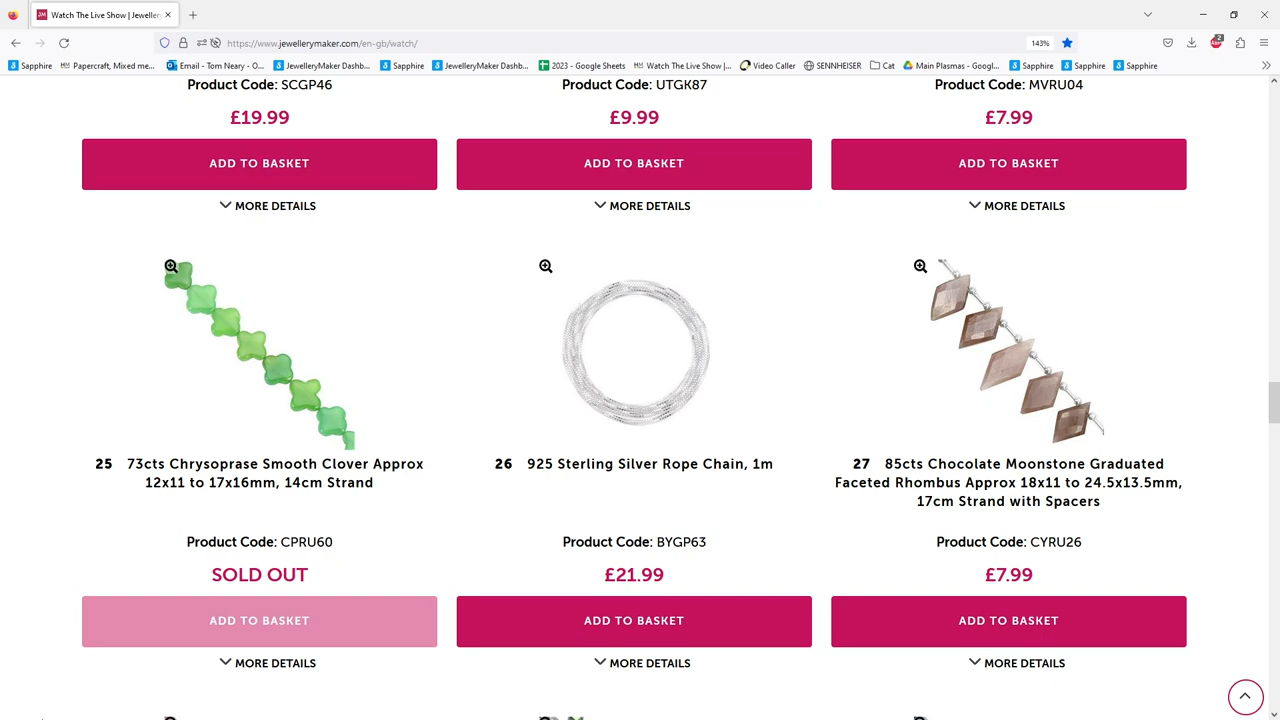 Watch The Live Show | Jeweller
https://www.jewellerymaker.com/en-gb/watch/
143%
2
Sapphire
Papercraft, Mixed me...
Email - Tom Neary - O...
JewelleryMaker Dashb...
Sapphire
JewelleryMaker Dashb...
2023 - Google Sheets
Watch The Live Show |...
Video Caller
SENNHEISER
Cat
Main Plasmas - Googl...
Sapphire
Sapphire
Sapphire
Product Code: SCGP46
Product Code: UTGK87
Product Code: MVRU04
£19.99
£9.99
£7.99
ADD TO BASKET
ADD TO BASKET
ADD TO BASKET
MORE DETAILS
MORE DETAILS
MORE DETAILS
25 73cts Chrysoprase Smooth Clover Approx
12x11 to 17x16mm, 14cm Strand
Product Code: CPRU60
SOLD OUT
ADD TO BASKET
MORE DETAILS
26 925 Sterling Silver Rope Chain, 1m
Product Code: BYGP63
£21.99
ADD TO BASKET
MORE DETAILS
27 85cts Chocolate Moonstone Graduated
Faceted Rhombus Approx 18x11 to 24.5x13.5mm,
17cm Strand with Spacers
Product Code: CYRU26
£7.99
ADD TO BASKET
MORE DETAILS